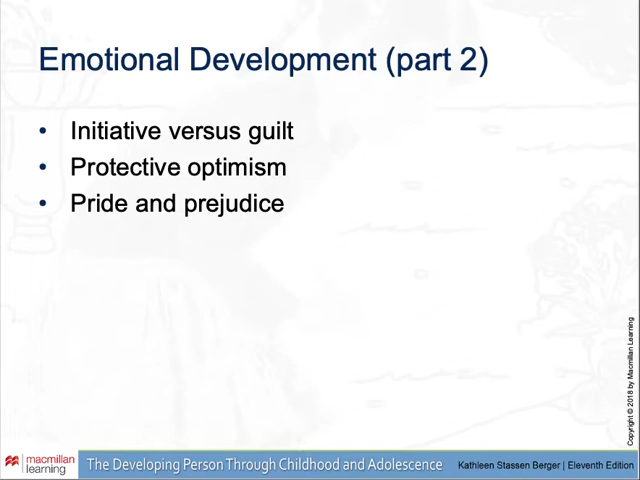 Emotional Development (part 2)
• Initiative versus guilt
• Protective optimism
• Pride and prejudice
Copyright © 2018 by Macmillan Learning
macmillan
learning
The Developing Person Through Childhood and Adolescence
Kathleen Stassen Berger | Eleventh Edition